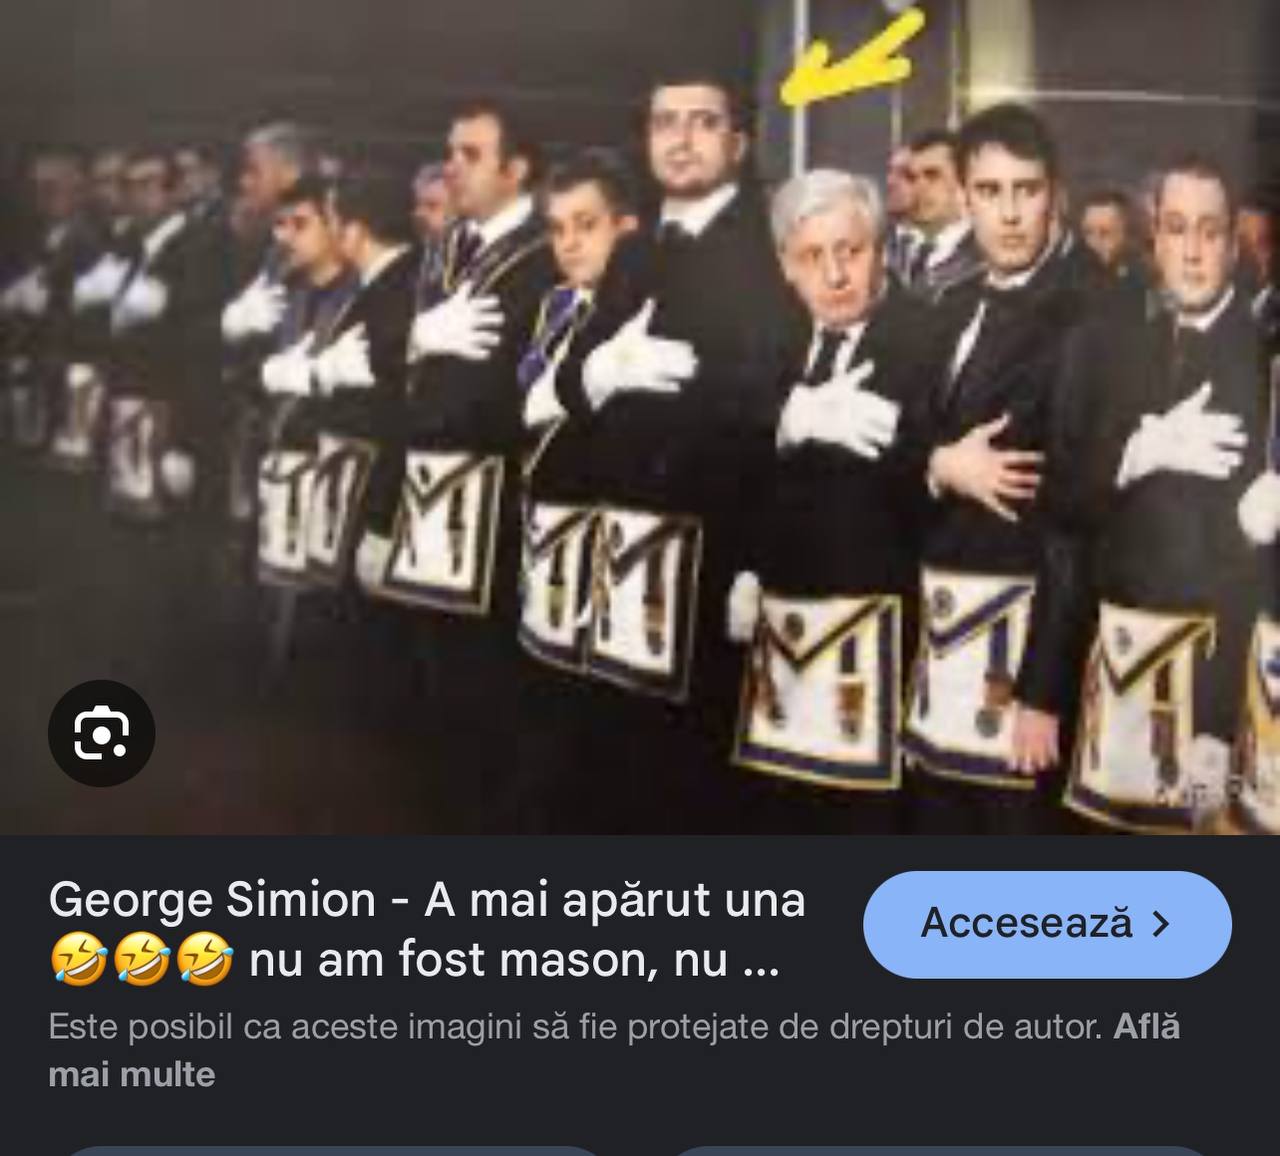 George Simion - A mai apărut una
🤣🤣🤣 nu am fost mason, nu ...
Accesează
Este posibil ca aceste imagini să fie protejate de drepturi de autor. Află
mai multe